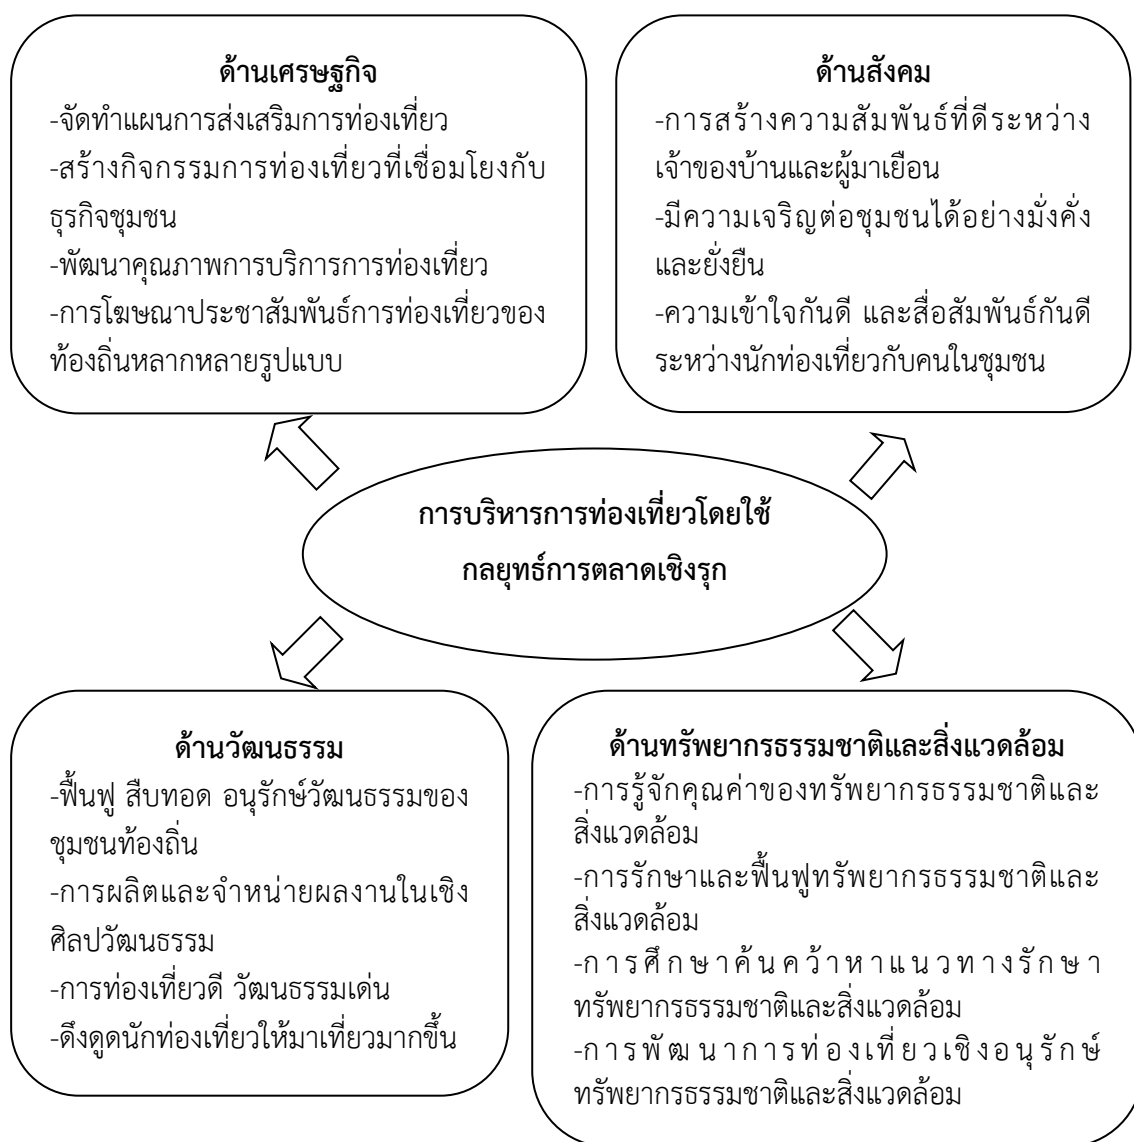 ด้านเศรษฐกิจ
-จัดทำแผนการส่งเสริมการท่องเที่ยว
-สร้างกิจกรรมการท่องเที่ยวที่เชื่อมโยงกับ
ธุรกิจชุมชน
-พัฒนาคุณภาพการบริการการท่องเที่ยว
-การโฆษณาประชาสัมพันธ์การท่องเที่ยวของ
ท้องถิ่นหลากหลายรูปแบบ
ด้านสังคม
-การสร้างความสัมพันธ์ที่ดีระหว่าง
เจ้าของบ้านและผู้มาเยือน
-มีความเจริญต่อชุมชนได้อย่างมั่งคั่ง
และยั่งยืน
-ความเข้าใจกันดี และสื่อสัมพันธ์กันดี
ระหว่างนักท่องเที่ยวกับคนในชุมชน
การบริหารการท่องเที่ยวโดยใช้
กลยุทธ์การตลาดเชิงรุก
ด้านวัฒนธรรม
-ฟื้นฟู สืบทอด อนุรักษ์วัฒนธรรมของ
ชุมชนท้องถิ่น
-การผลิตและจำหน่ายผลงานในเชิง
ศิลปวัฒนธรรม
-การท่องเที่ยวดี วัฒนธรรมเด่น
-ดึงดูดนักท่องเที่ยวให้มาเที่ยวมากขึ้น
ด้านทรัพยากรธรรมชาติและสิ่งแวดล้อม
-การรู้จักคุณค่าของทรัพยากรธรรมชาติและ
สิ่งแวดล้อม
-การรักษาและฟื้นฟูทรัพยากรธรรมชาติและ
สิ่งแวดล้อม
-การศึกษาค้นคว้าหาแนวทางรักษา
ทรัพยากรธรรมชาติและสิ่งแวดล้อม
-การพัฒนาการท่องเที่ยวเชิงอนุรักษ์
ทรัพยากรธรรมชาติและสิ่งแวดล้อม